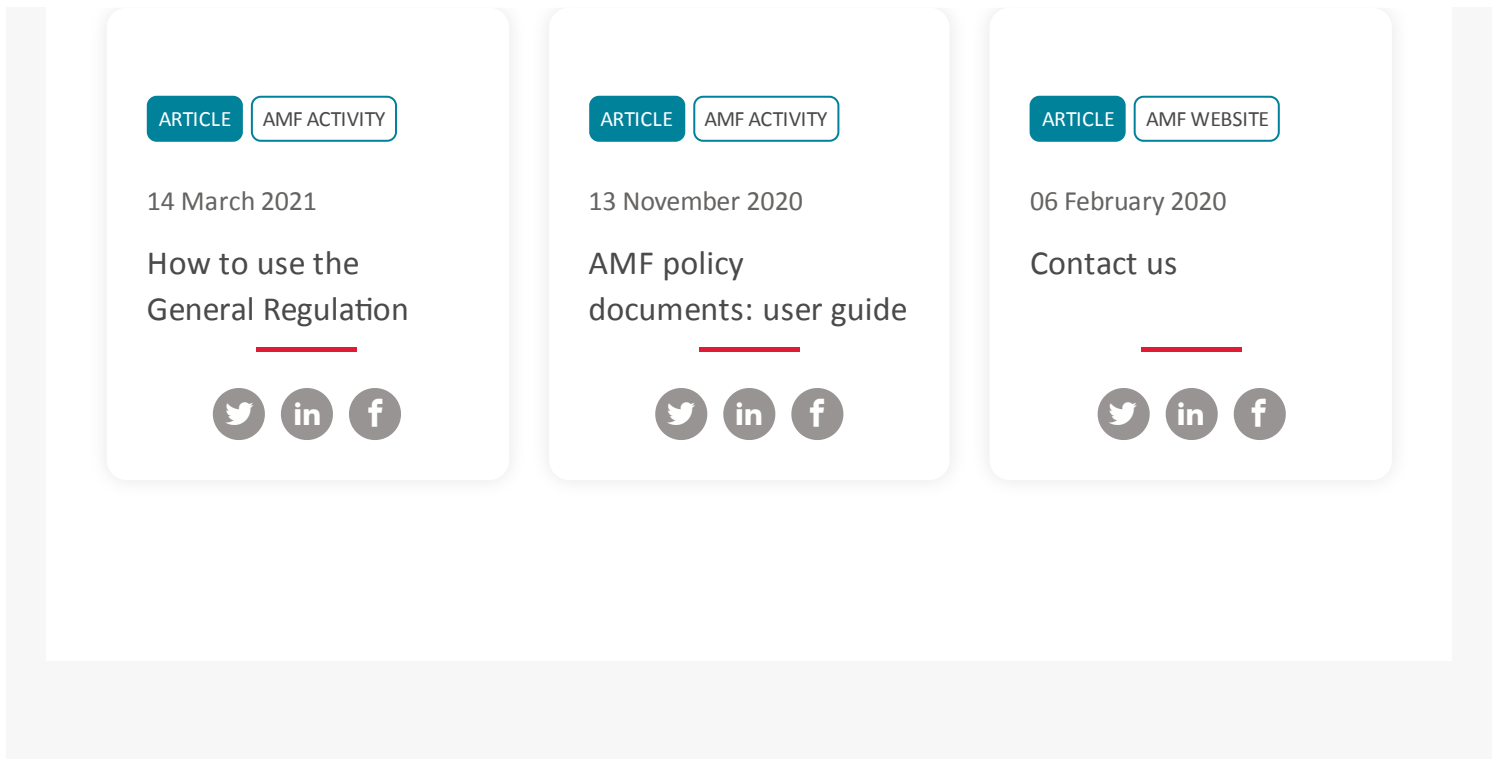 ARTICLE AMF ACTIVITY
14 March 2021
How to use the
General Regulation
ARTICLE AMF ACTIVITY
13 November 2020
AMF policy
documents: user guide
ARTICLE AMF WEBSITE
06 February 2020
Contact us